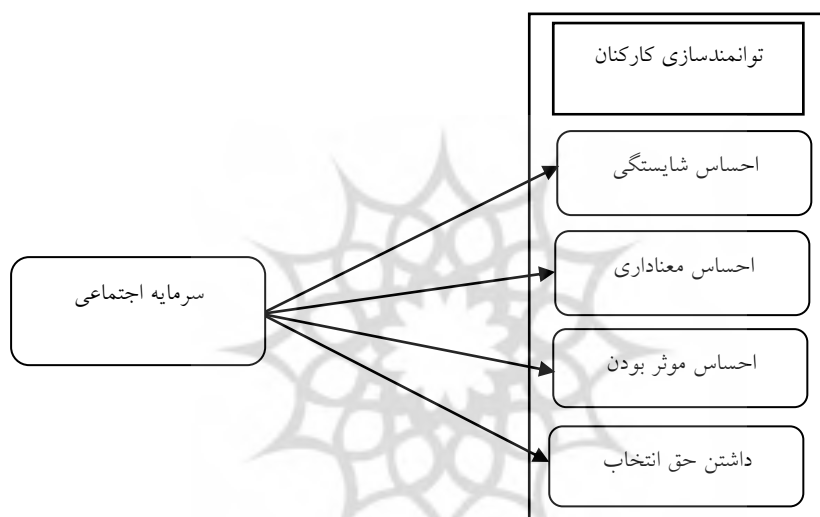 توانمندسازی کارکنان
احساس شایستگی
احساس معناداری
سرمایه اجتماعی
احساس موثر بودن
داشتن حق انتخاب